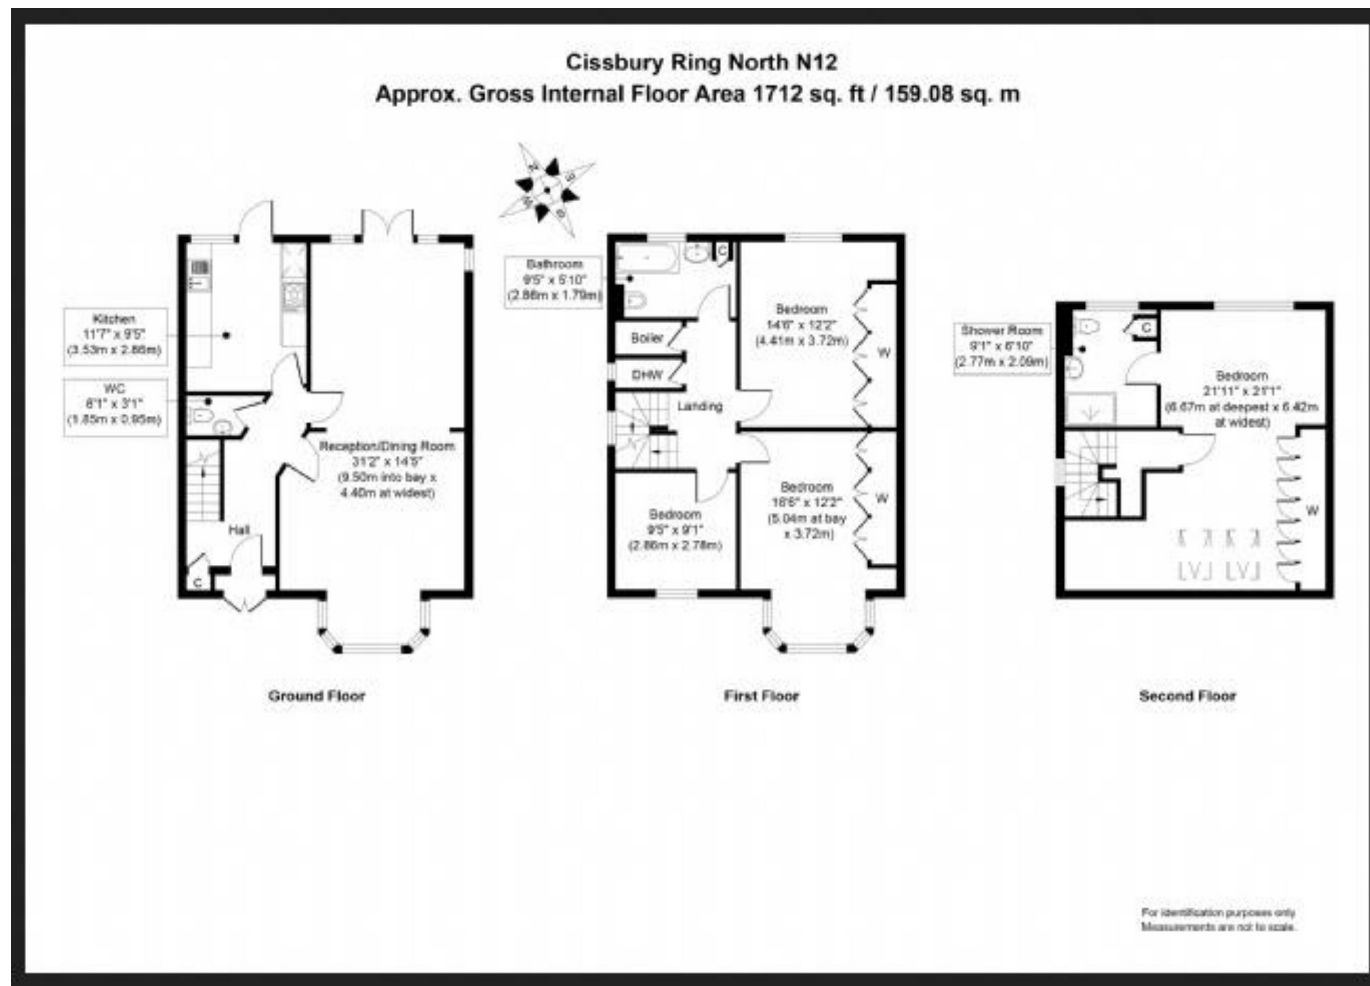 Cissbury Ring North N12
Approx. Gross Internal Floor Area 1712 sq. ft / 159.08 sq. m
Kitchen
11'7" x 9'5"
(3.53m x 2.86m)
WC
6'1" x 3'1"
(1.85m x 0.95m)
Reception/Dining Room
31'2" x 14'5"
(9.50m into bay x
4.40m at widest)
Hall
C
Ground Floor
Bathroom
9'5" x 5'10"
(2.86m x 1.79m)
C
Boiler
DHW
Landing
Bedroom
14'6" x 12'2"
(4.41m x 3.72m)
W
Bedroom
9'5" x 9'1"
(2.86m x 2.78m)
Bedroom
16'6" x 12'2"
(5.04m at bay
x 3.72m)
W
First Floor
Shower Room
9'1" x 6'10"
(2.77m x 2.09m)
C
Bedroom
21'11" x 21'1"
(6.67m at deepest x 6.42m
at widest)
W
Second Floor
For identification purposes only.
Measurements are not to scale.